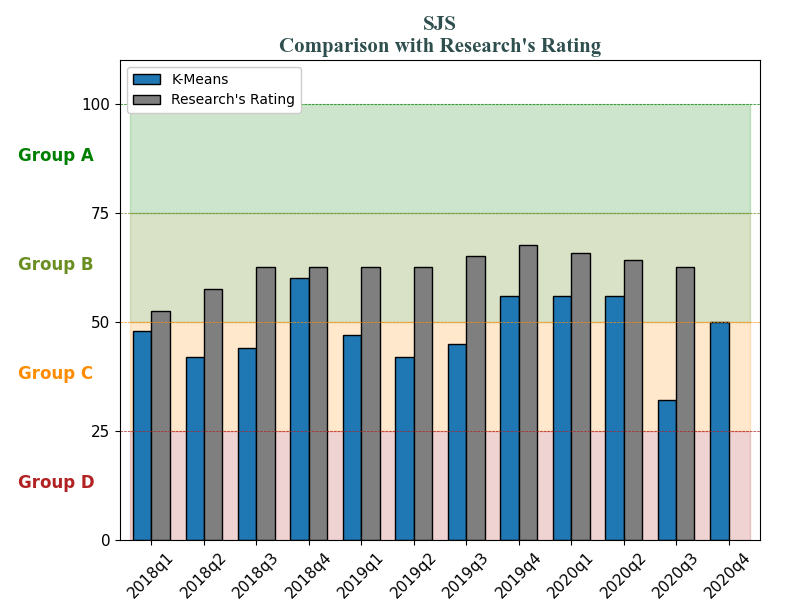 SJS
Comparison with Research's Rating
K-Means
Research's Rating
100
Group A
75
Group B
50
Group C
25
Group D
0
2018q1
2018q2
2018q3
2018q4
2019q1
2019q2
2019q3
2019q4
2020q1
2020q2
2020q3
2020q4